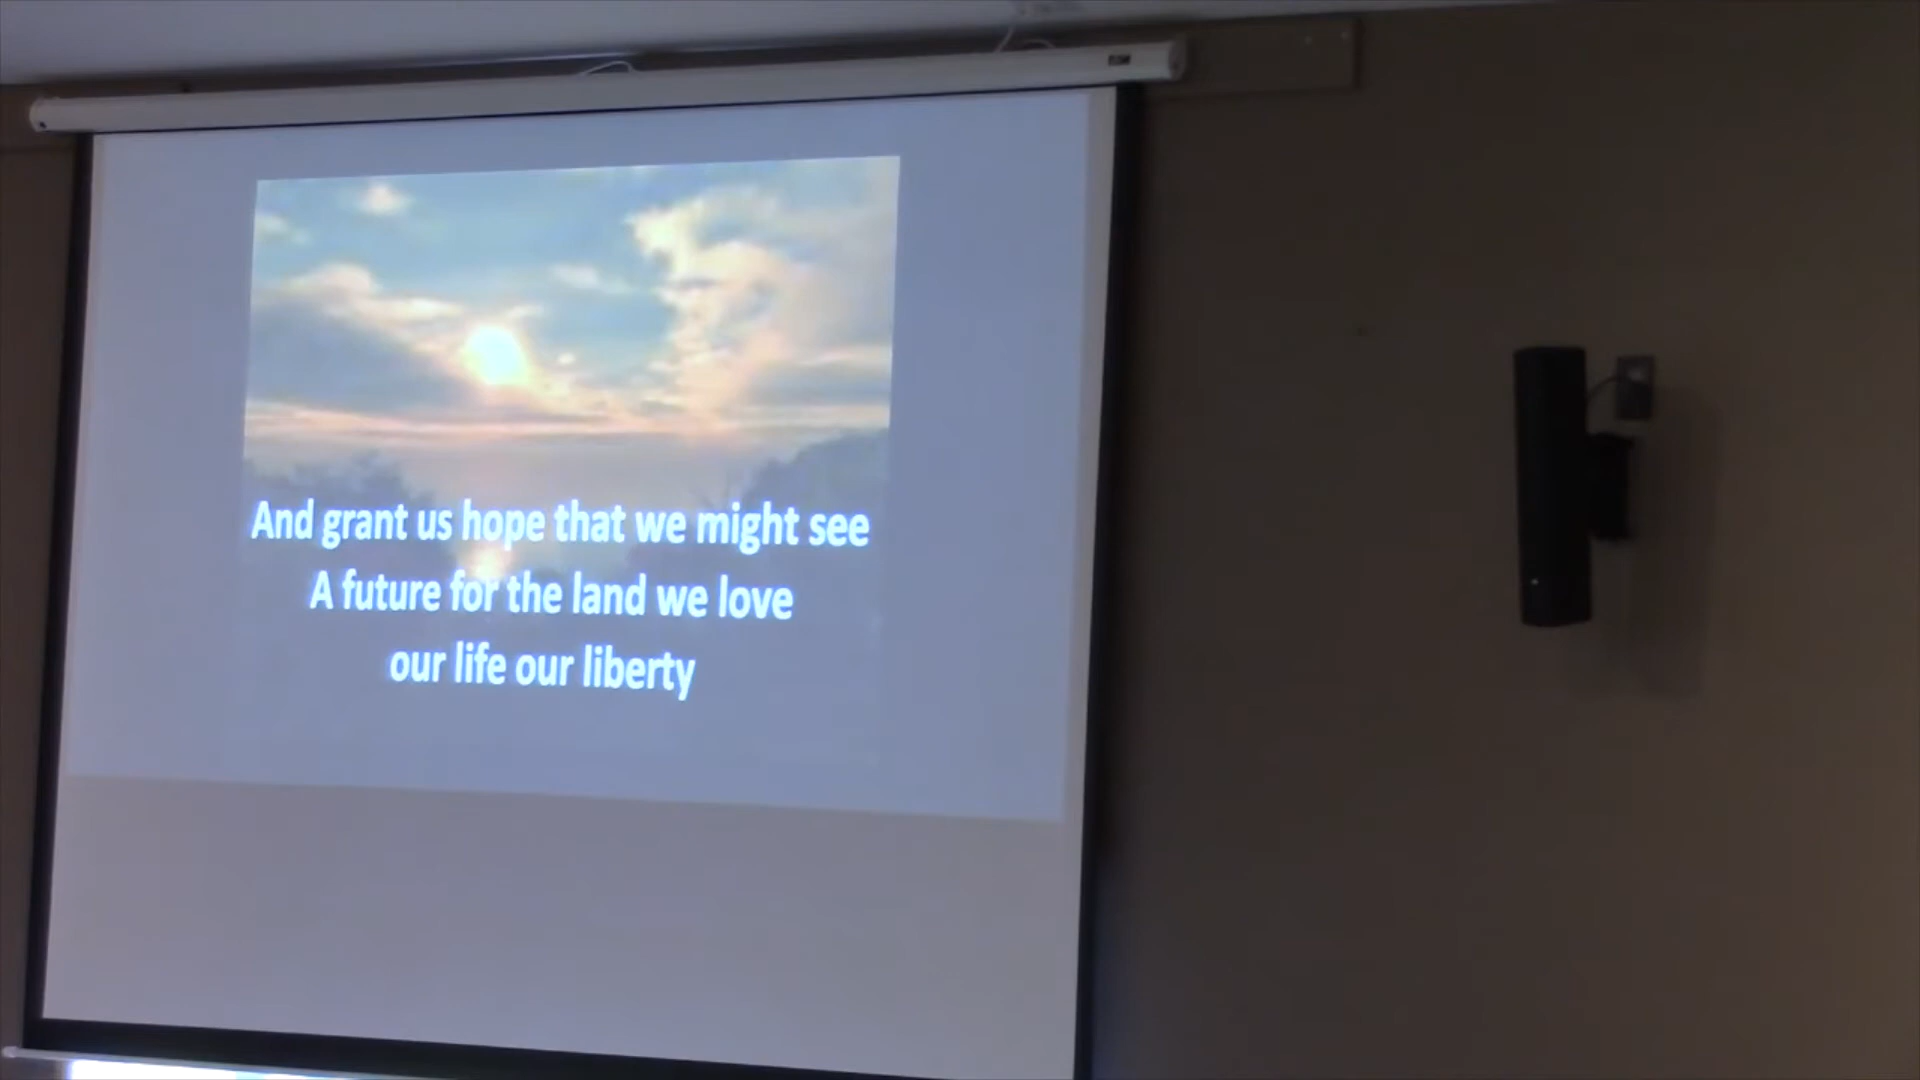 And grant us hope that we might see
A future for the land we love
our life our liberty